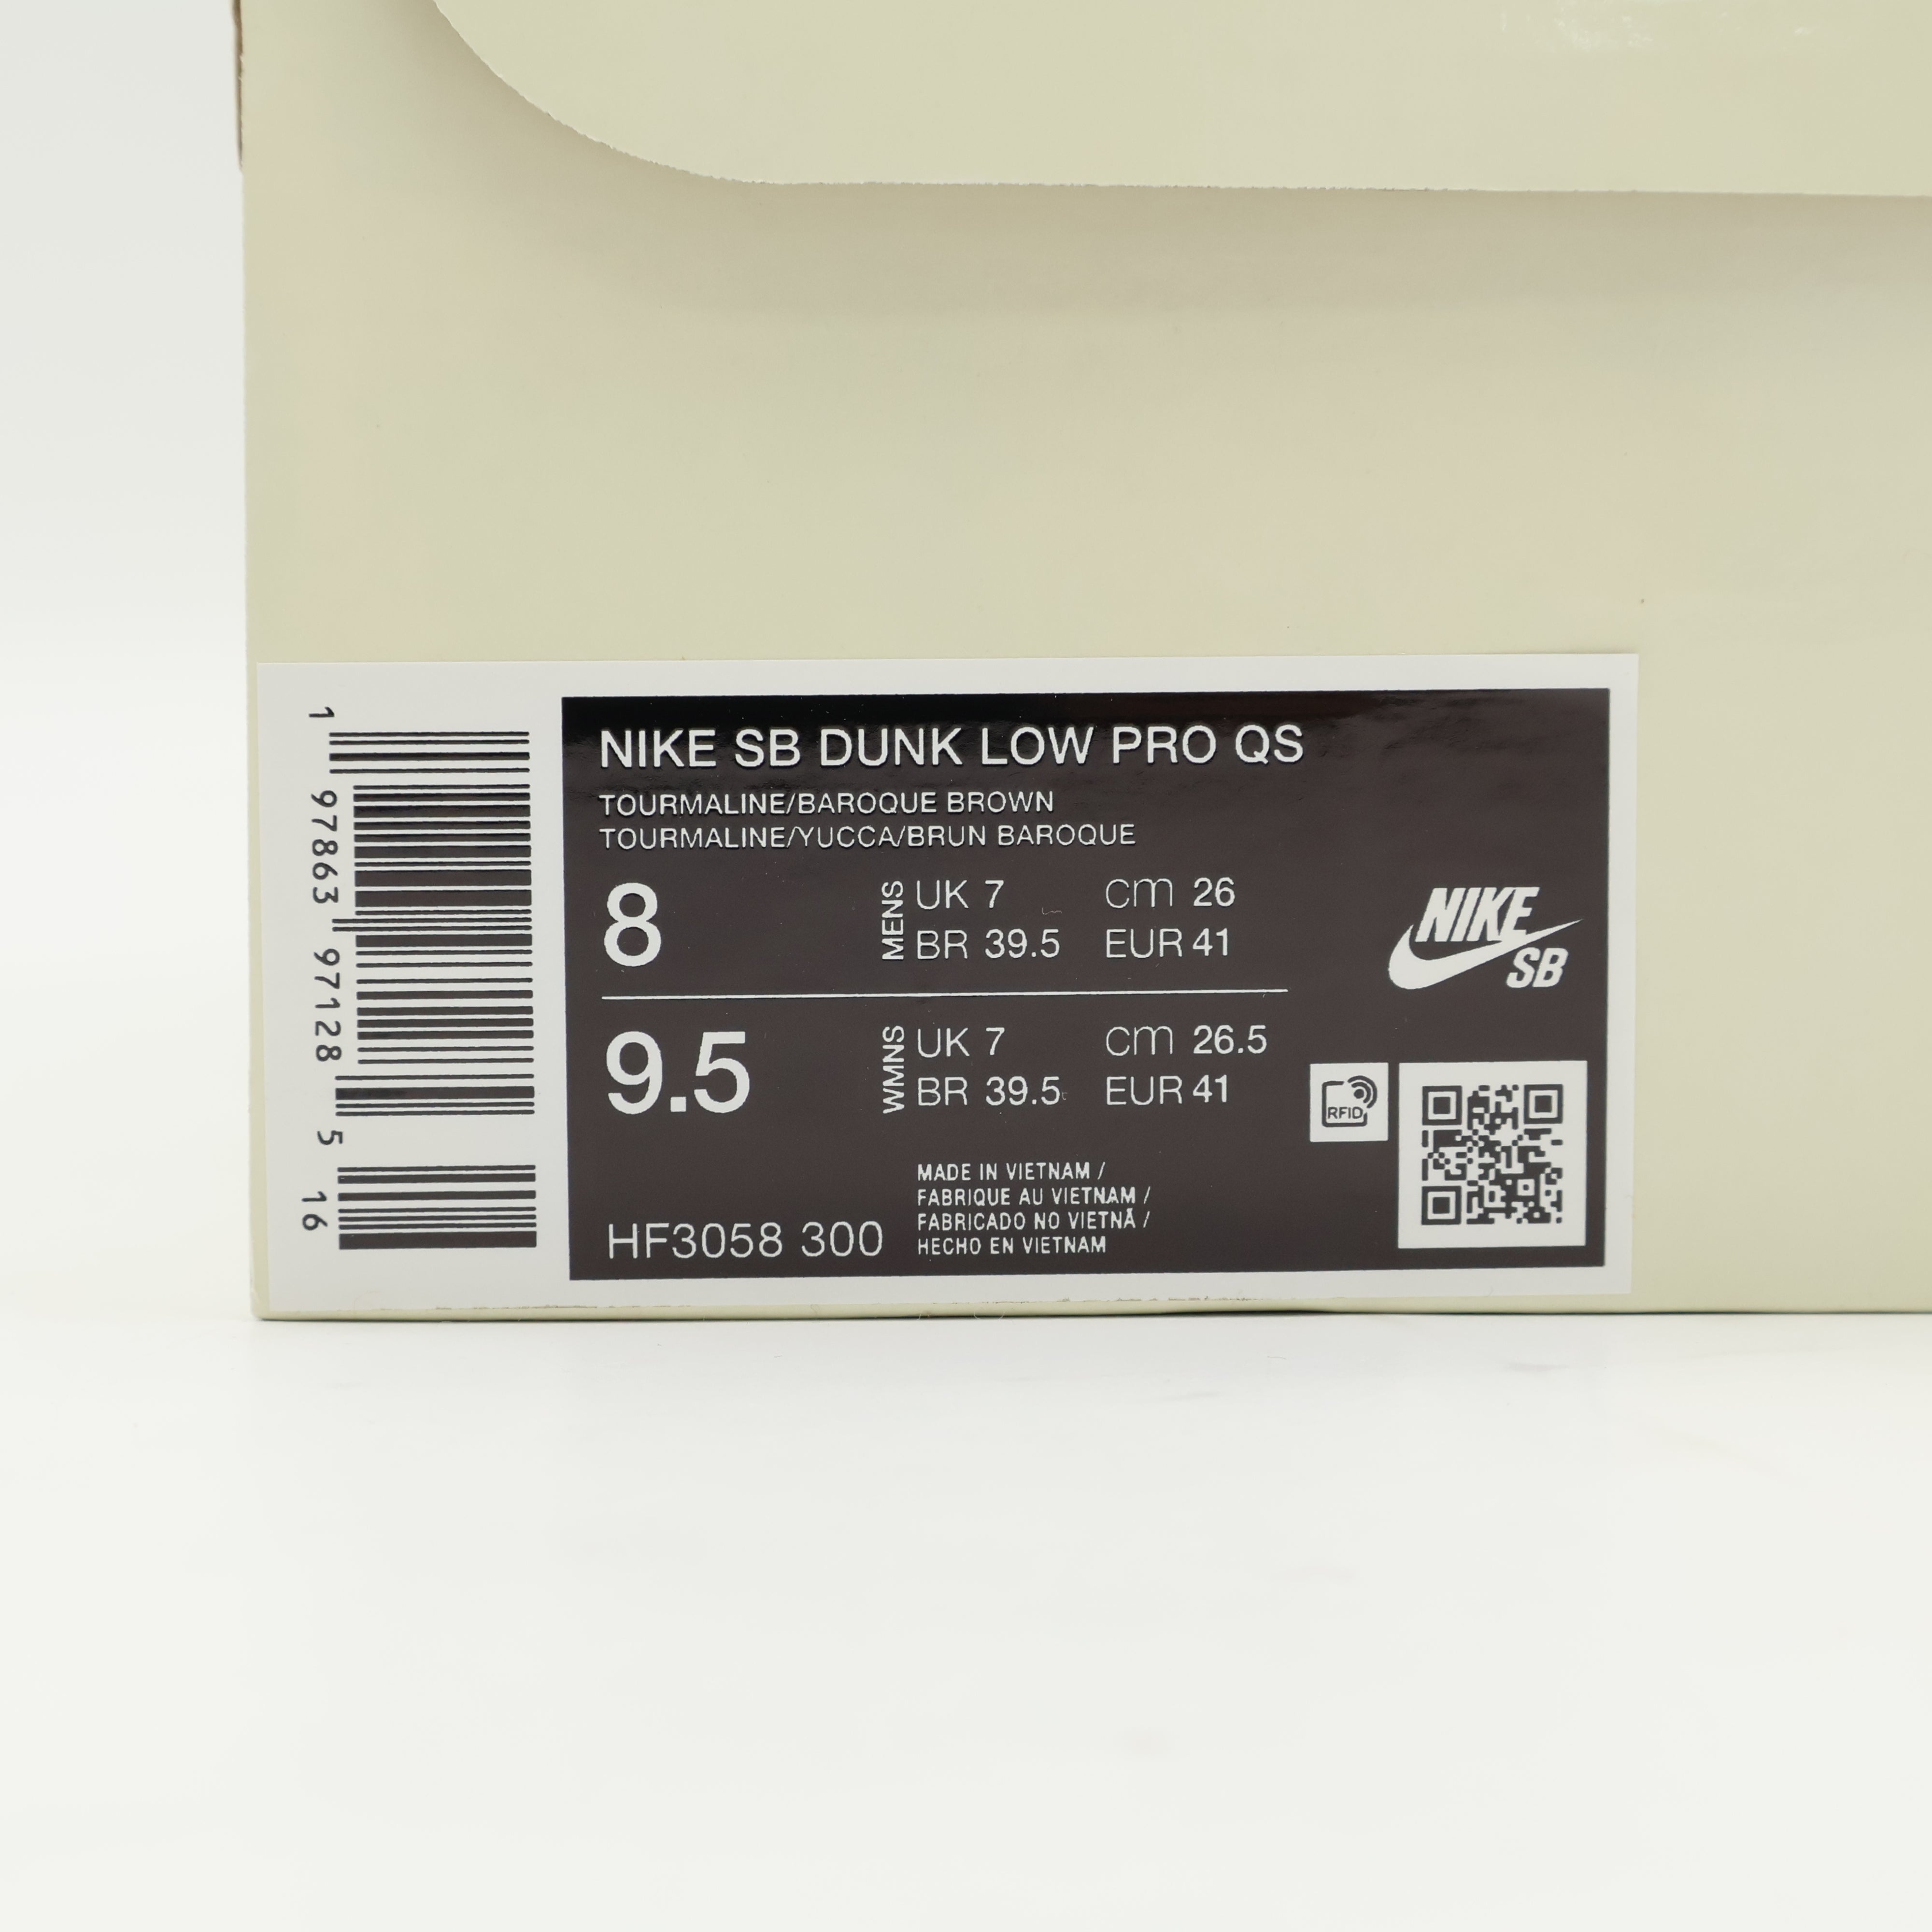 1 97863 97128 5 16
NIKE SB DUNK LOW PRO QS
TOURMALINE/BAROQUE BROWN
TOURMALINE/YUCCA/BRUN BAROQUE
8
MENS
UK 7 cm 26
BR 39.5 EUR 41
9.5
WMNS
UK 7 cm 26.5
BR 39.5 EUR 41
NIKE
SB
RFID
HF3058 300
MADE IN VIETNAM /
FABRIQUE AU VIETNAM /
FABRICADO NO VIETNÃ /
HECHO EN VIETNAM